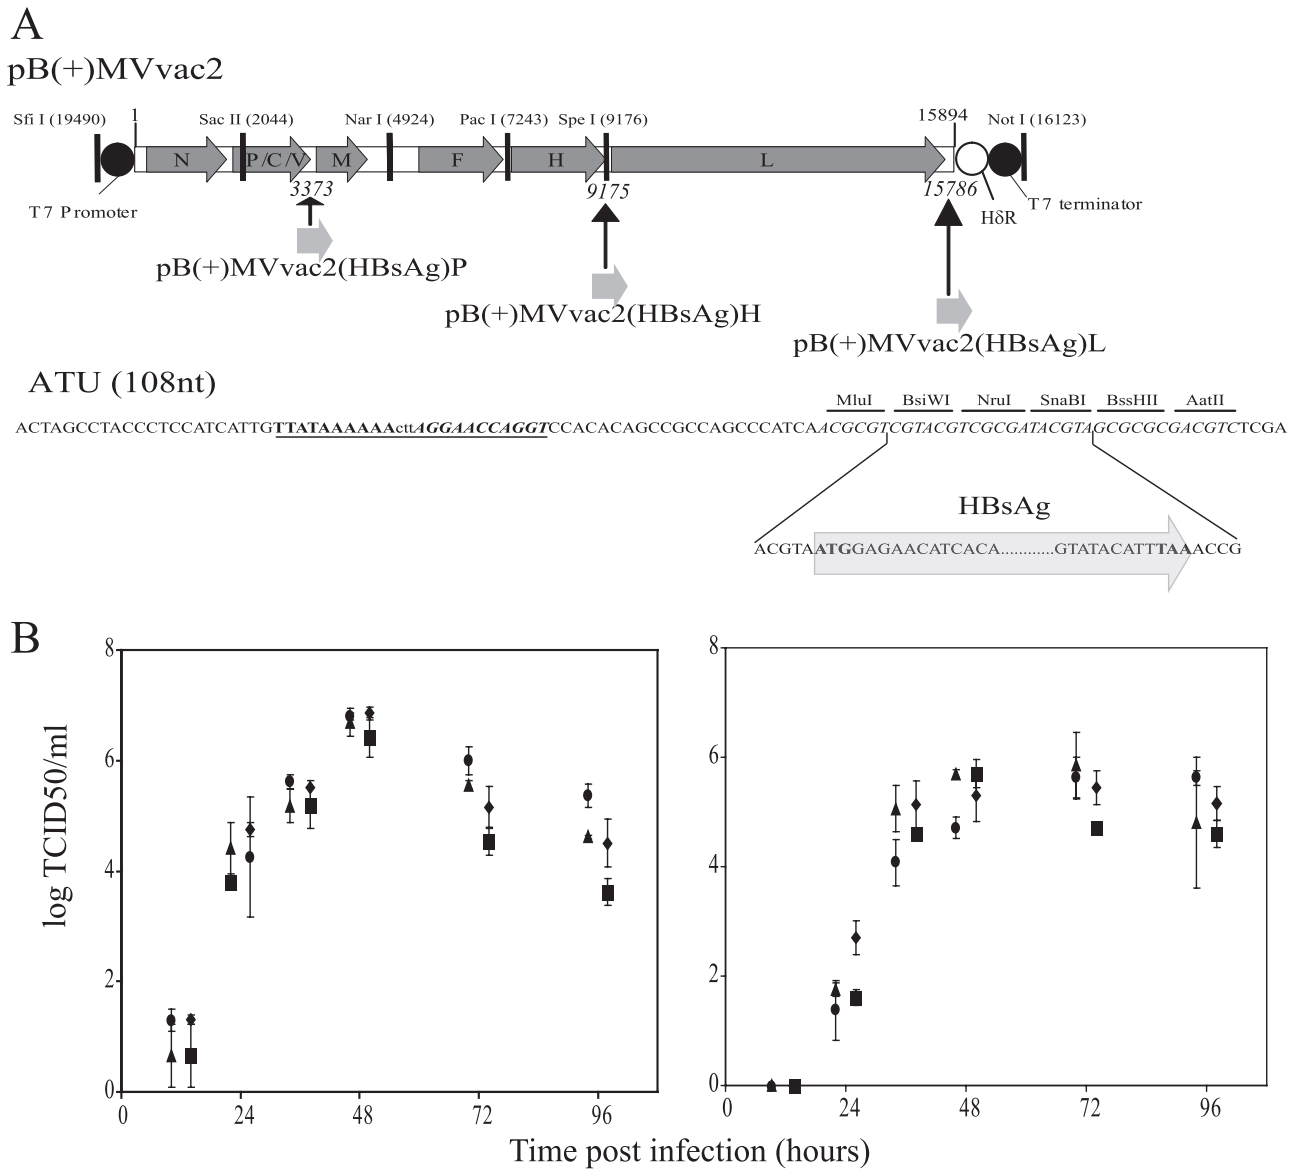 A
pB(+)MVvac2
Sfi I (19490) 1 Sac II (2044) Nar I (4924) Pac I (7243) Spe I (9176) 15894 Not I (16123)
N P/C/V M F H L
3373 9175 15786
T7 Promoter HδR T7 terminator
pB(+)MVvac2(HBsAg)P
pB(+)MVvac2(HBsAg)H
pB(+)MVvac2(HBsAg)L
ATU (108nt)
MluI BsiWI NruI SnaBI BssHII AatII
ACTAGCCTACCCTCCATCATTGTTATAAAAAACttAGGAACCAGGTCCACACAGCCGCCAGCCCATCAACGCGTCGTACGTCGCGATACGTAGCGCGCGACGTCTCGA
HBsAg
ACGTAATGGAGAACATCACA............GTATACATTTAAACCG
B
8 8
6 6
log TCID50/ml
4 4
2 2
0 0
0 24 48 72 96 0 24 48 72 96
Time post infection (hours)